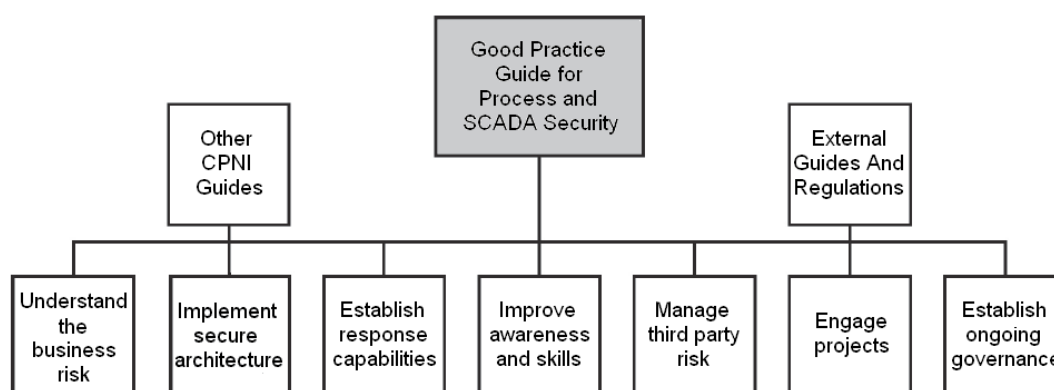 Good Practice
Guide for
Process and
SCADA Security
Other
CPNI
Guides
External
Guides And
Regulations
Understand
the
business
risk
Implement
secure
architecture
Establish
response
capabilities
Improve
awareness
and skills
Manage
third party
risk
Engage
projects
Establish
ongoing
governance